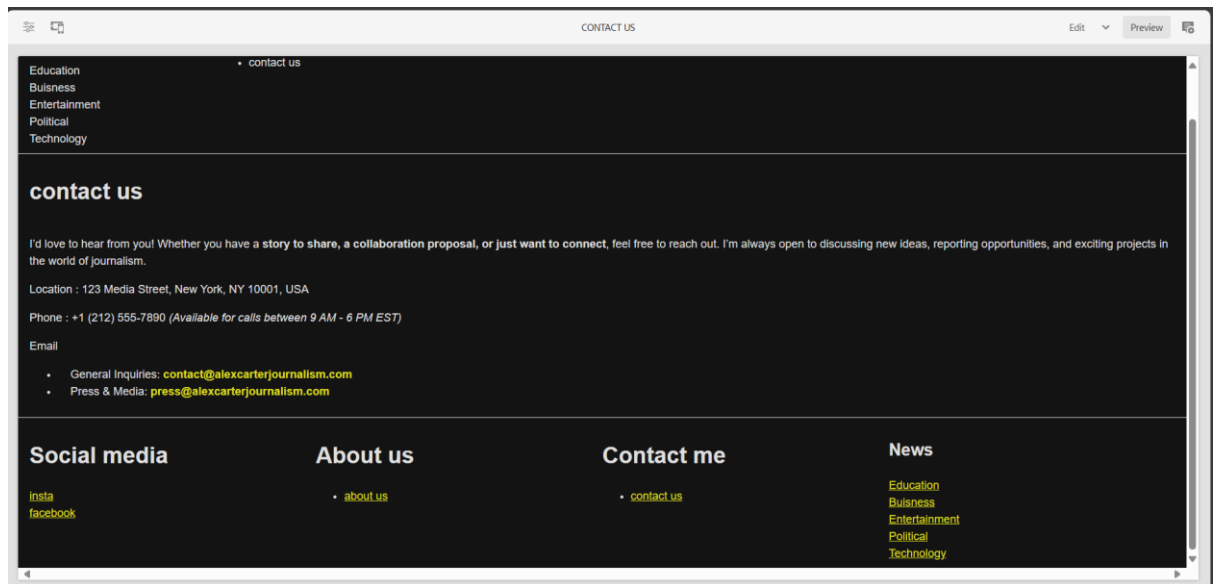 CONTACT US
Edit
Preview
Education
Buisness
Entertainment
Political
Technology
• contact us
contact us
I'd love to hear from you! Whether you have a story to share, a collaboration proposal, or just want to connect, feel free to reach out. I'm always open to discussing new ideas, reporting opportunities, and exciting projects in
the world of journalism.
Location : 123 Media Street, New York, NY 10001, USA
Phone : +1 (212) 555-7890 (Available for calls between 9 AM - 6 PM EST)
Email
• General Inquiries: contact@alexcarterjournalism.com
• Press & Media: press@alexcarterjournalism.com
Social media
insta
facebook
About us
• about us
Contact me
• contact us
News
Education
Buisness
Entertainment
Political
Technology